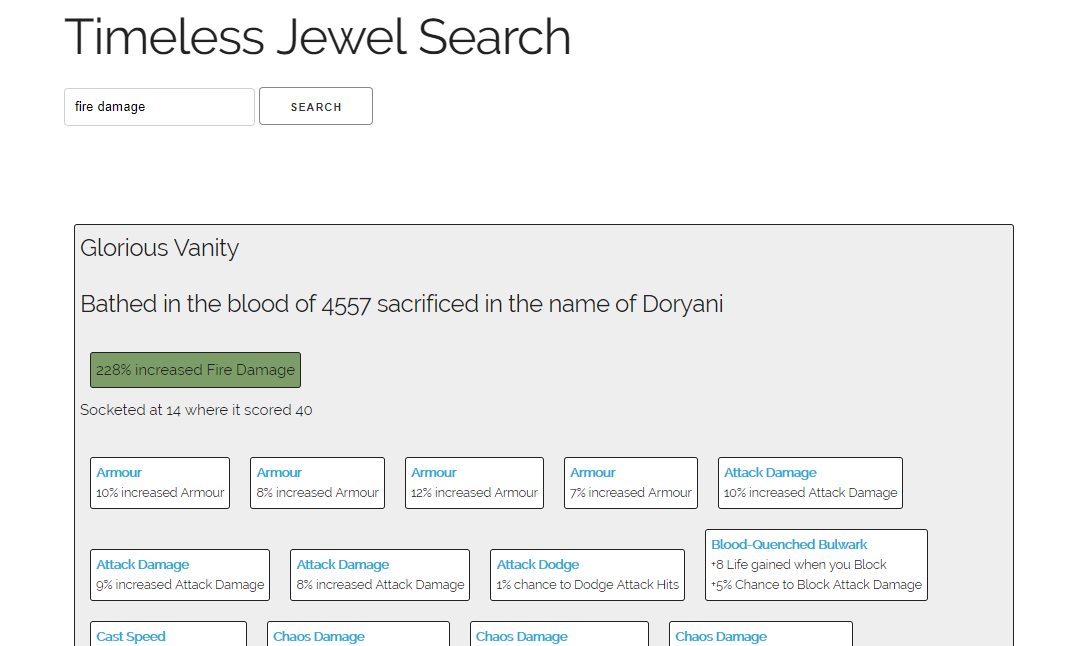 Timeless Jewel Search
fire damage
SEARCH
Glorious Vanity
Bathed in the blood of 4557 sacrificed in the name of Doryani
228% increased Fire Damage
Socketed at 14 where it scored 40
Armour
10% increased Armour
Armour
8% increased Armour
Armour
12% increased Armour
Armour
7% increased Armour
Attack Damage
10% increased Attack Damage
Attack Damage
9% increased Attack Damage
Attack Damage
8% increased Attack Damage
Attack Dodge
1% chance to Dodge Attack Hits
Blood-Quenched Bulwark
+8 Life gained when you Block
+5% Chance to Block Attack Damage
Cast Speed
Chaos Damage
Chaos Damage
Chaos Damage